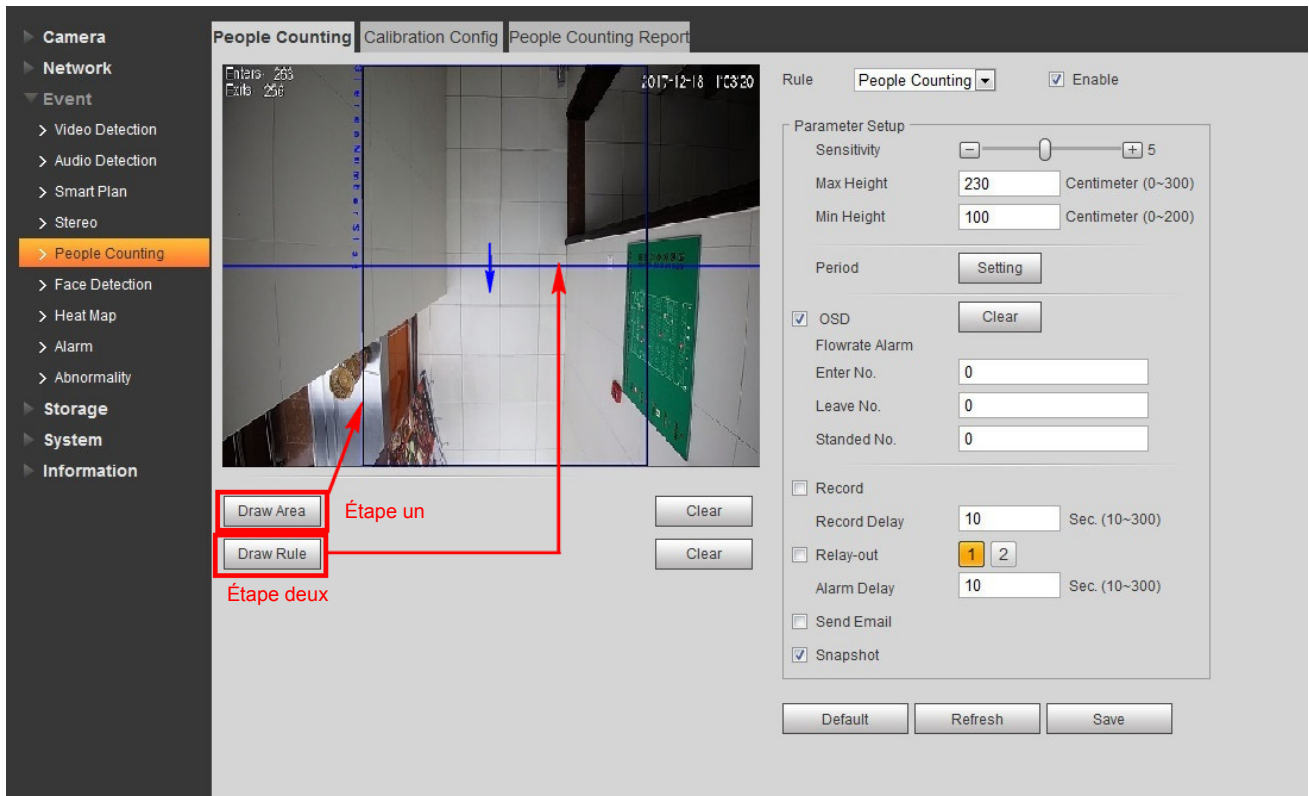 Camera
Network
Event
Video Detection
Audio Detection
Smart Plan
Stereo
People Counting
Face Detection
Heat Map
Alarm
Abnormality
Storage
System
Information
People Counting Calibration Config People Counting Report
Enters: 263
Exits: 256
2017-12-18
Draw Area
Étape un
Clear
Draw Rule
Clear
Étape deux
Rule People Counting Enable
Parameter Setup
Sensitivity - + 5
Max Height 230 Centimeter (0~300)
Min Height 100 Centimeter (0~200)
Period Setting
OSD Clear
Flowrate Alarm
Enter No. 0
Leave No. 0
Standed No. 0
Record
Record Delay 10 Sec. (10~300)
Relay-out 1 2
Alarm Delay 10 Sec. (10~300)
Send Email
Snapshot
Default Refresh Save